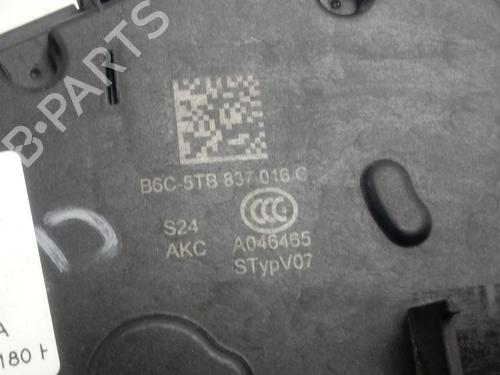 B-PARTS
B6C-5TB 837 016 C
S24
AKC
CCC
A046465
STypV07
A
180 H